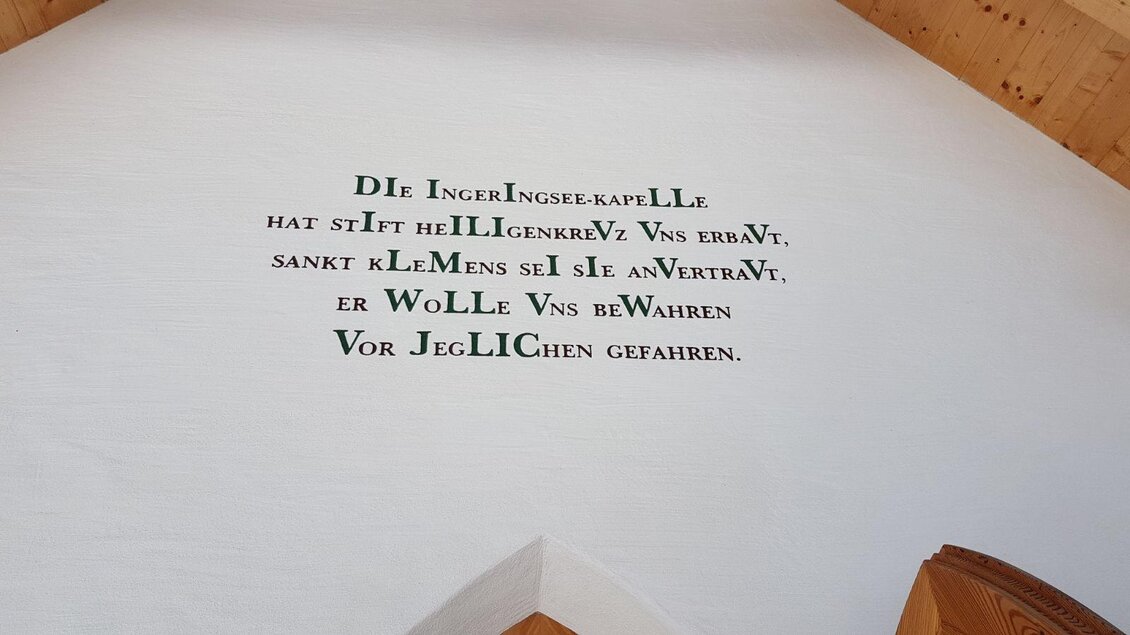 DIe IngerIngsee-kapeLLe
hat stIft heILIgenkreVz Vns erbaVt,
sankt kLeMens seI sIe anVertraVt,
er WoLLe Vns beWahren
Vor JegLIChen gefahren.